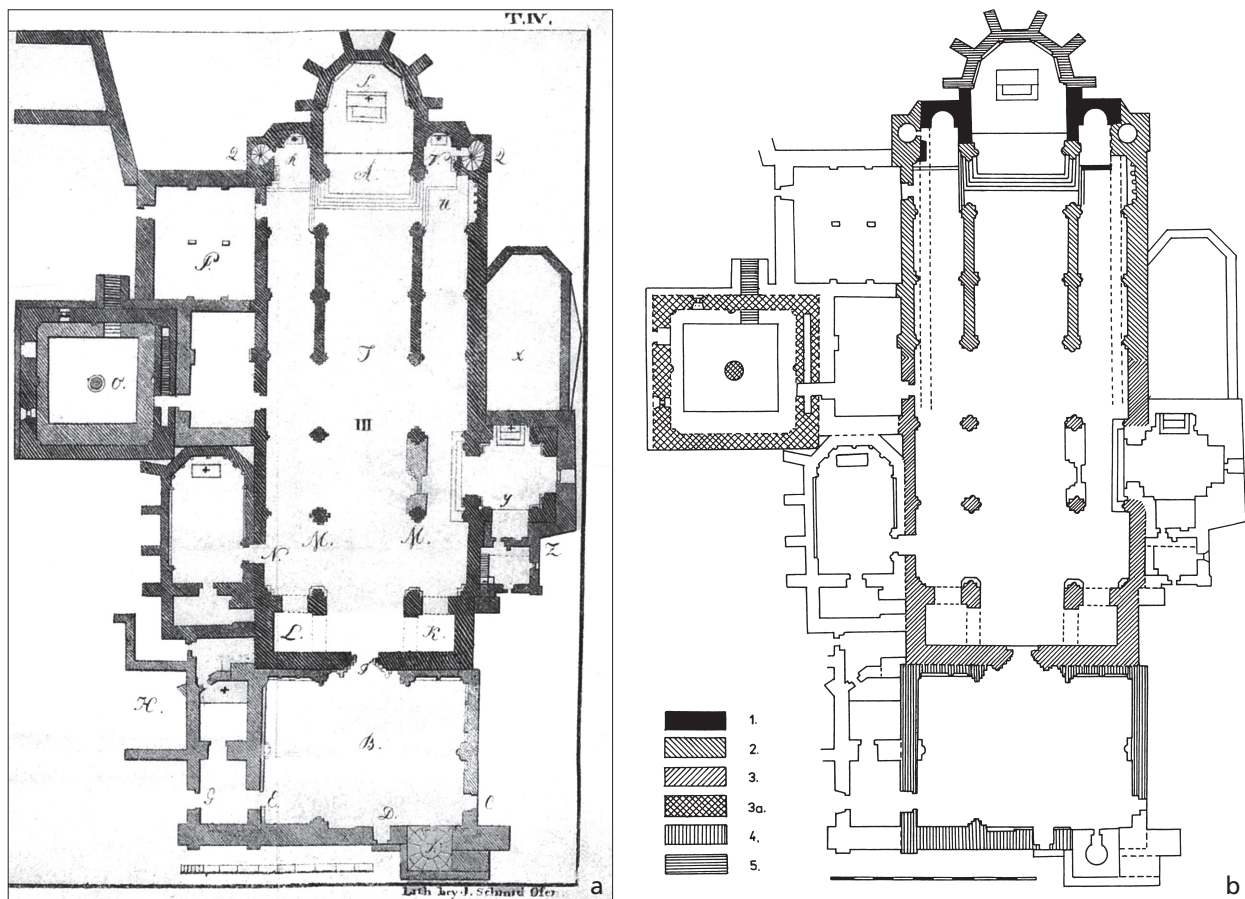 T.IV.
S.
Q
R
Q
A.
U
P.
T
x
O.
III
y
M.
M.
N.
Z
L.
K.
H.
B.
G
E.
C
D.
Lith bey J. Schmid Ofen
a
1.
2.
3.
3a.
4.
5.
b